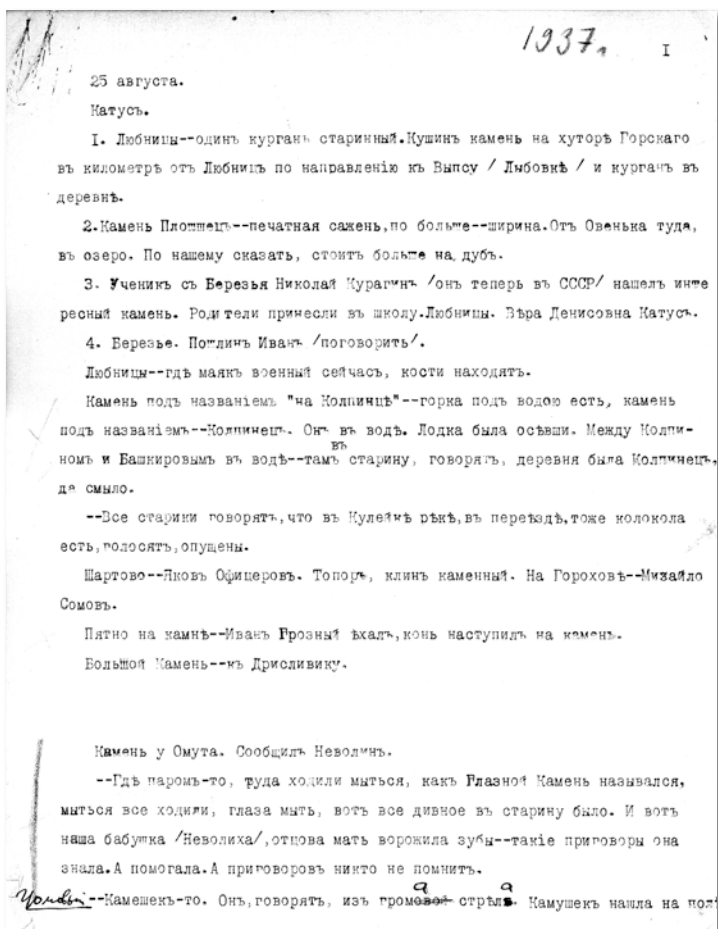 1937г.
I
25 августа.
Катусъ.
I. Любницы--одинъ курганъ старинный.Кушинъ камень на хуторѣ Горскаго
въ километрѣ отъ Любницъ по направленію къ Выпсу / Лыбовкѣ / и курганъ въ
деревнѣ.
2.Камень Плотшецъ--печатная сажень,по больше--ширина.Отъ Овенька туда,
въ озеро. По нашему сказать, стоитъ больше на дубъ.
3. Ученикъ съ Березья Николай Курагинъ /онъ теперь въ СССР/ нашелъ инте
ресный камень. Родители принесли въ школу.Любницы. Вѣра Денисовна Катусъ.
4. Березье. Потлинъ Иванъ /поговорить/.
Любницы--гдѣ маякъ военный сейчасъ, кости находятъ.
Камень подъ названіемъ "на Колпинцѣ"--горка подъ водою есть, камень
подъ названіемъ--Колпинецъ. Онъ въ водѣ. Лодка была осѣвши. Между Колпи-
въ
номъ и Башкировымъ въ водѣ--тамъ старину, говорятъ, деревня была Колпинецъ,
да смыло.
--Все старики говорятъ,что въ Кулейнѣ рѣкѣ,въ переѣздѣ,тоже колокола
есть,голосятъ,опущены.
Шартово--Яковъ Офицеровъ. Топоръ, клинъ каменный. На Гороховѣ--Михайло
Сомовъ.
Пятно на камнѣ--Иванъ Грозный ѣхалъ,конь наступилъ на камень.
Большой Камень--къ Дрисливику.
Камень у Омута. Сообщилъ Неволинъ.
--Гдѣ паромъ-то, туда ходили мыться, какъ Глазной Камень назывался,
мыться все ходили, глаза мыть, вотъ все дивное въ старину было. И вотъ
наша бабушка /Неволиха/,отцова мать ворожила зубы--такіе приговоры она
знала.А помогала.А приговоровъ никто не помнитъ.
--Камешекъ-то. Онъ,говорятъ, изъ громовой стрѣла. Камушекъ нашла на полѣ